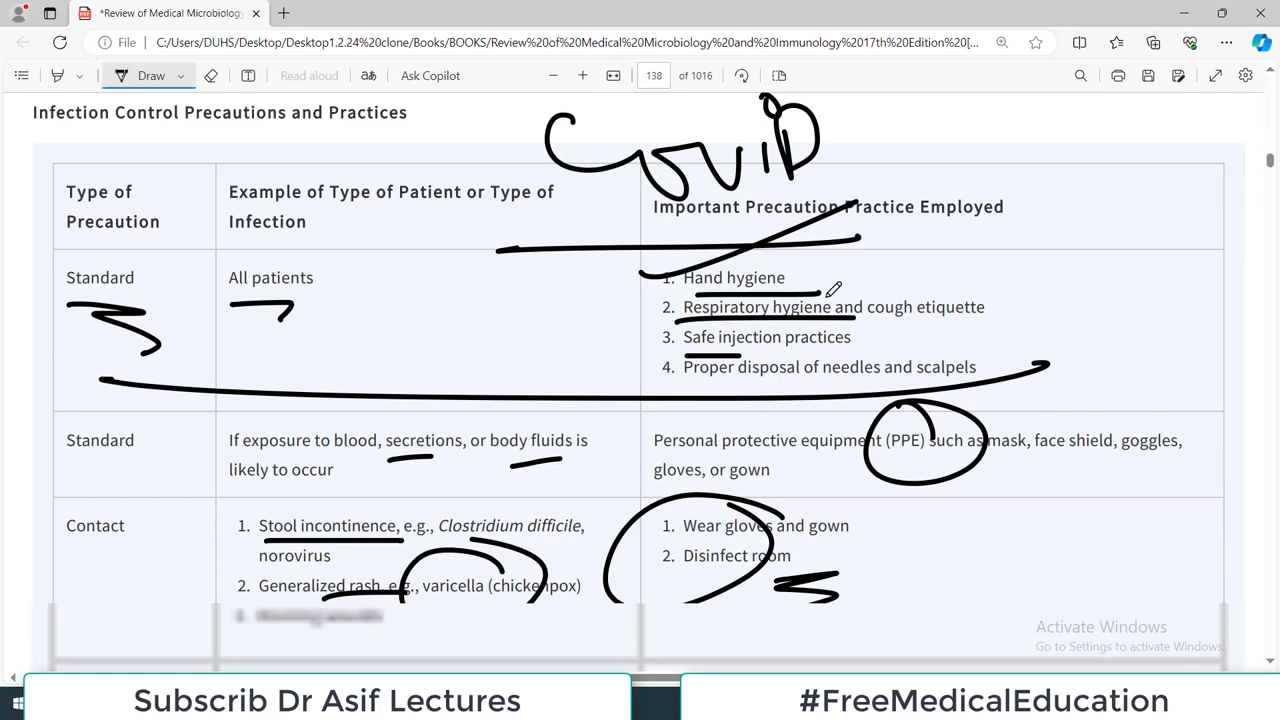 *Review of Medical Microbiology
File C:/Users/DUHS/Desktop/Desktop1.2.24%20clone/Books/BOOKS/Review%20of%20Medical%20Microbiology%20and%20Immunology%2017th%20Edition%20[...
Draw Read aloud Ask Copilot 138 of 1016
Infection Control Precautions and Practices
CoviD
Type of Precaution
Example of Type of Patient or Type of Infection
Important Precaution Practice Employed
Standard
All patients
1. Hand hygiene
2. Respiratory hygiene and cough etiquette
3. Safe injection practices
4. Proper disposal of needles and scalpels
Standard
If exposure to blood, secretions, or body fluids is
likely to occur
Personal protective equipment (PPE) such as mask, face shield, goggles,
gloves, or gown
Contact
1. Stool incontinence, e.g., Clostridium difficile,
norovirus
2. Generalized rash, e.g., varicella (chickenpox)
1. Wear gloves and gown
2. Disinfect room
Activate Windows
Go to Settings to activate Windows.
Subscrib Dr Asif Lectures
#FreeMedicalEducation